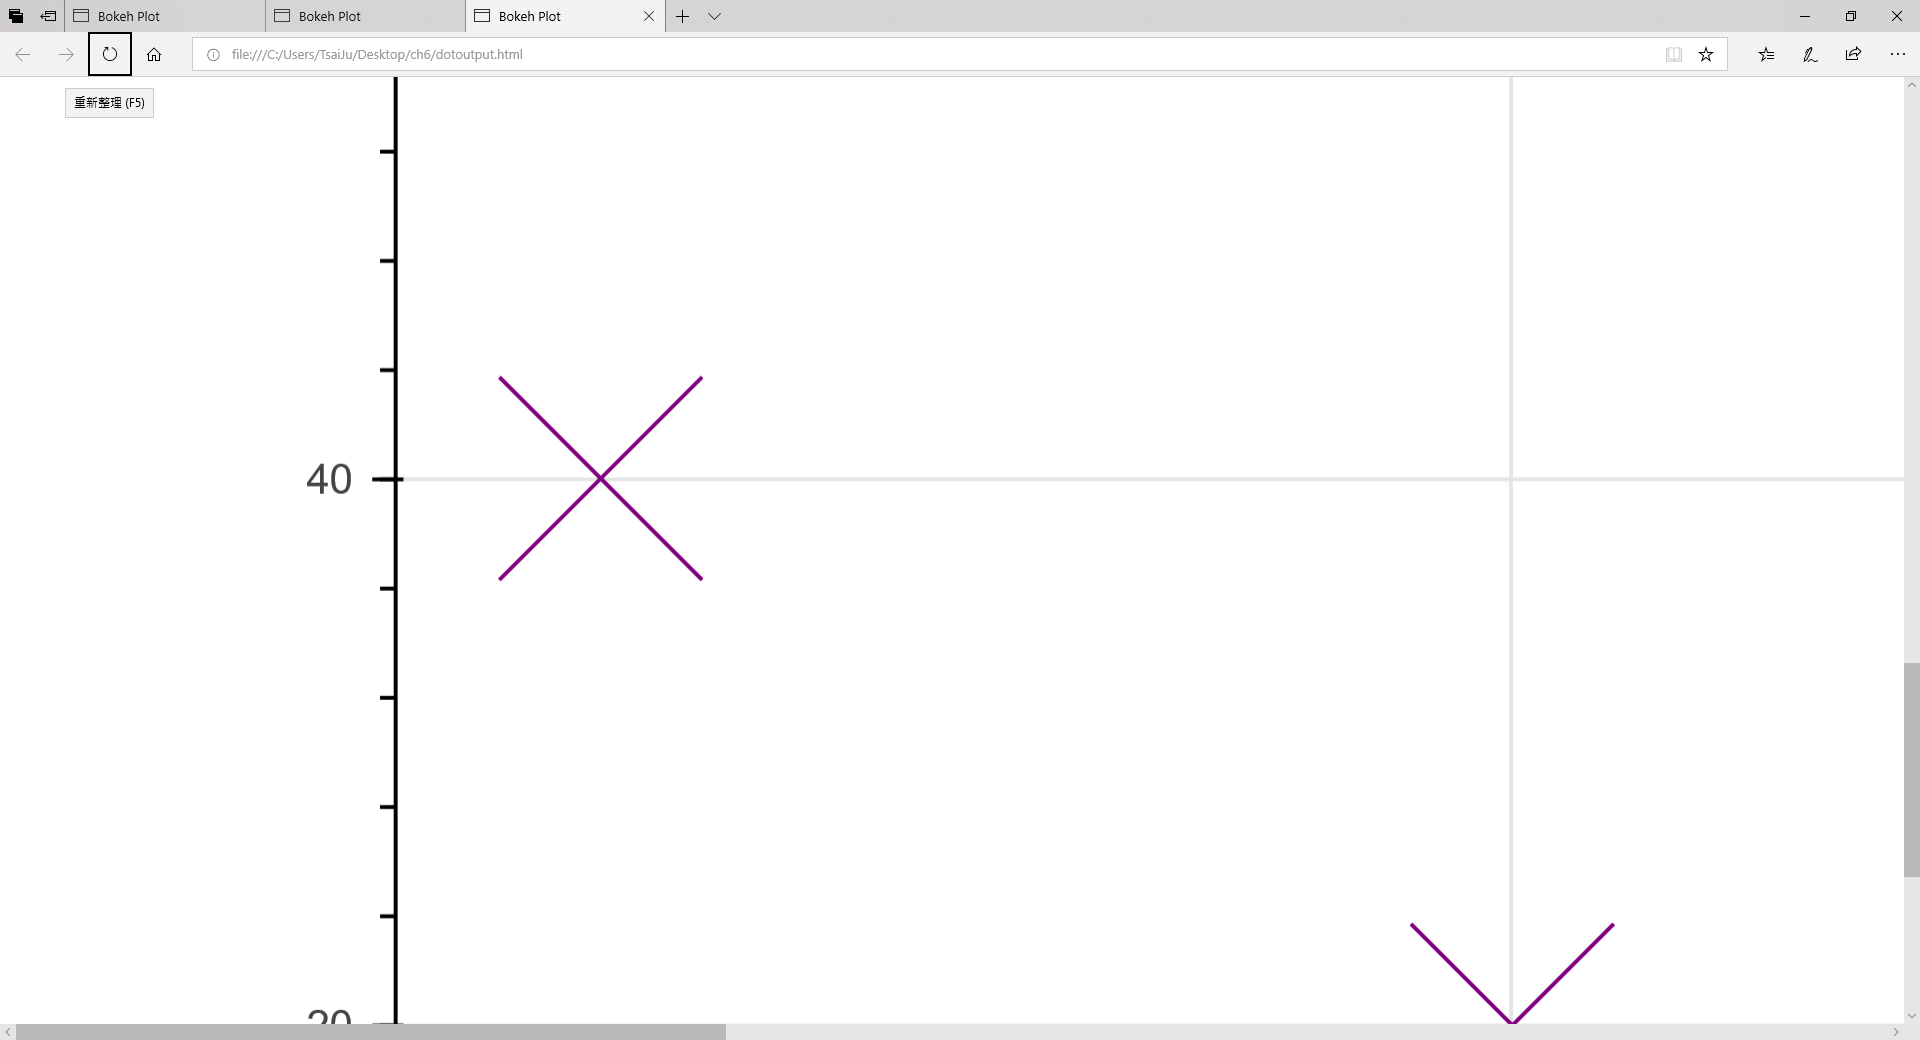 Bokeh Plot
Bokeh Plot
Bokeh Plot
file:///C:/Users/TsaiJu/Desktop/ch6/dotoutput.html
重新整理 (F5)
40
20